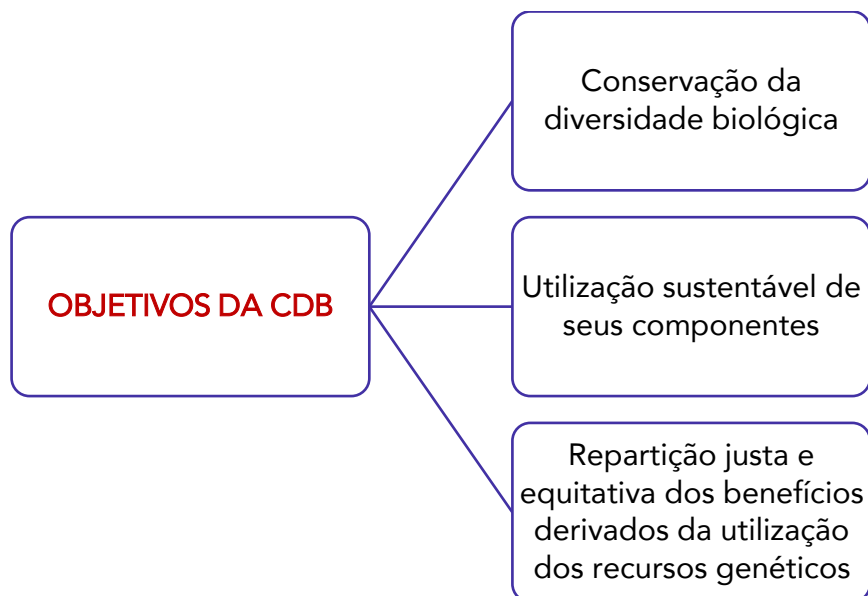 Conservação da
diversidade biológica
OBJETIVOS DA CDB
Utilização sustentável de
seus componentes
Repartição justa e
equitativa dos benefícios
derivados da utilização
dos recursos genéticos